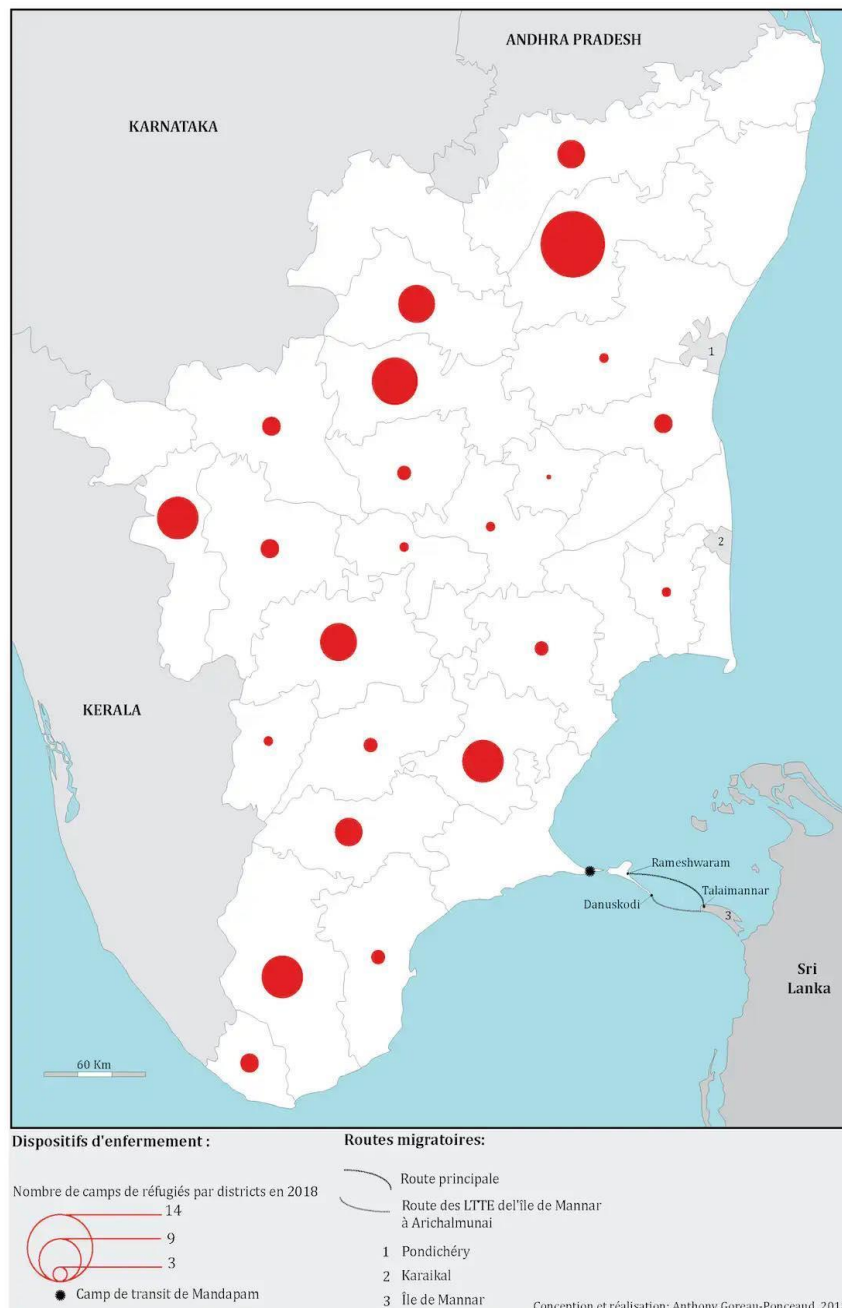 ANDHRA PRADESH
KARNATAKA
1
2
KERALA
Rameshwaram
Talaimannar
Danuskodi
3
Sri
Lanka
60 Km
Dispositifs d'enfermement :
Nombre de camps de réfugiés par districts en 2018
14
9
3
Camp de transit de Mandapam
Routes migratoires:
Route principale
Route des LTTE del'île de Mannar
à Arichalmunai
1 Pondichéry
2 Karaikal
3 Île de Mannar
Conception et réalisation: Anthony Goreau-Ponceaud, 201